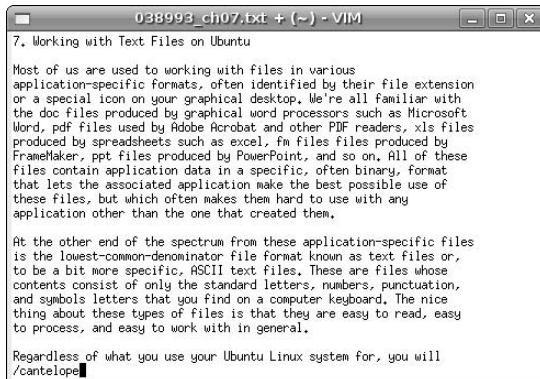 038993_ch07.txt + (~) - VIM
7. Working with Text Files on Ubuntu
Most of us are used to working with files in various
application-specific formats, often identified by their file extension
or a special icon on your graphical desktop. We're all familiar with
the doc files produced by graphical word processors such as Microsoft
Word, pdf files used by Adobe Acrobat and other PDF readers, xls files
produced by spreadsheets such as excel, fm files files produced by
FrameMaker, ppt files produced by PowerPoint, and so on. All of these
files contain application data in a specific, often binary, format
that lets the associated application make the best possible use of
these files, but which often makes them hard to use with any
application other than the one that created them.
At the other end of the spectrum from these application-specific files
is the lowest-common-denominator file format known as text files or,
to be a bit more specific, ASCII text files. These are files whose
contents consist of only the standard letters, numbers, punctuation,
and symbols letters that you find on a computer keyboard. The nice
thing about these types of files is that they are easy to read, easy
to process, and easy to work with in general.
Regardless of what you use your Ubuntu Linux system for, you will
/cantelope